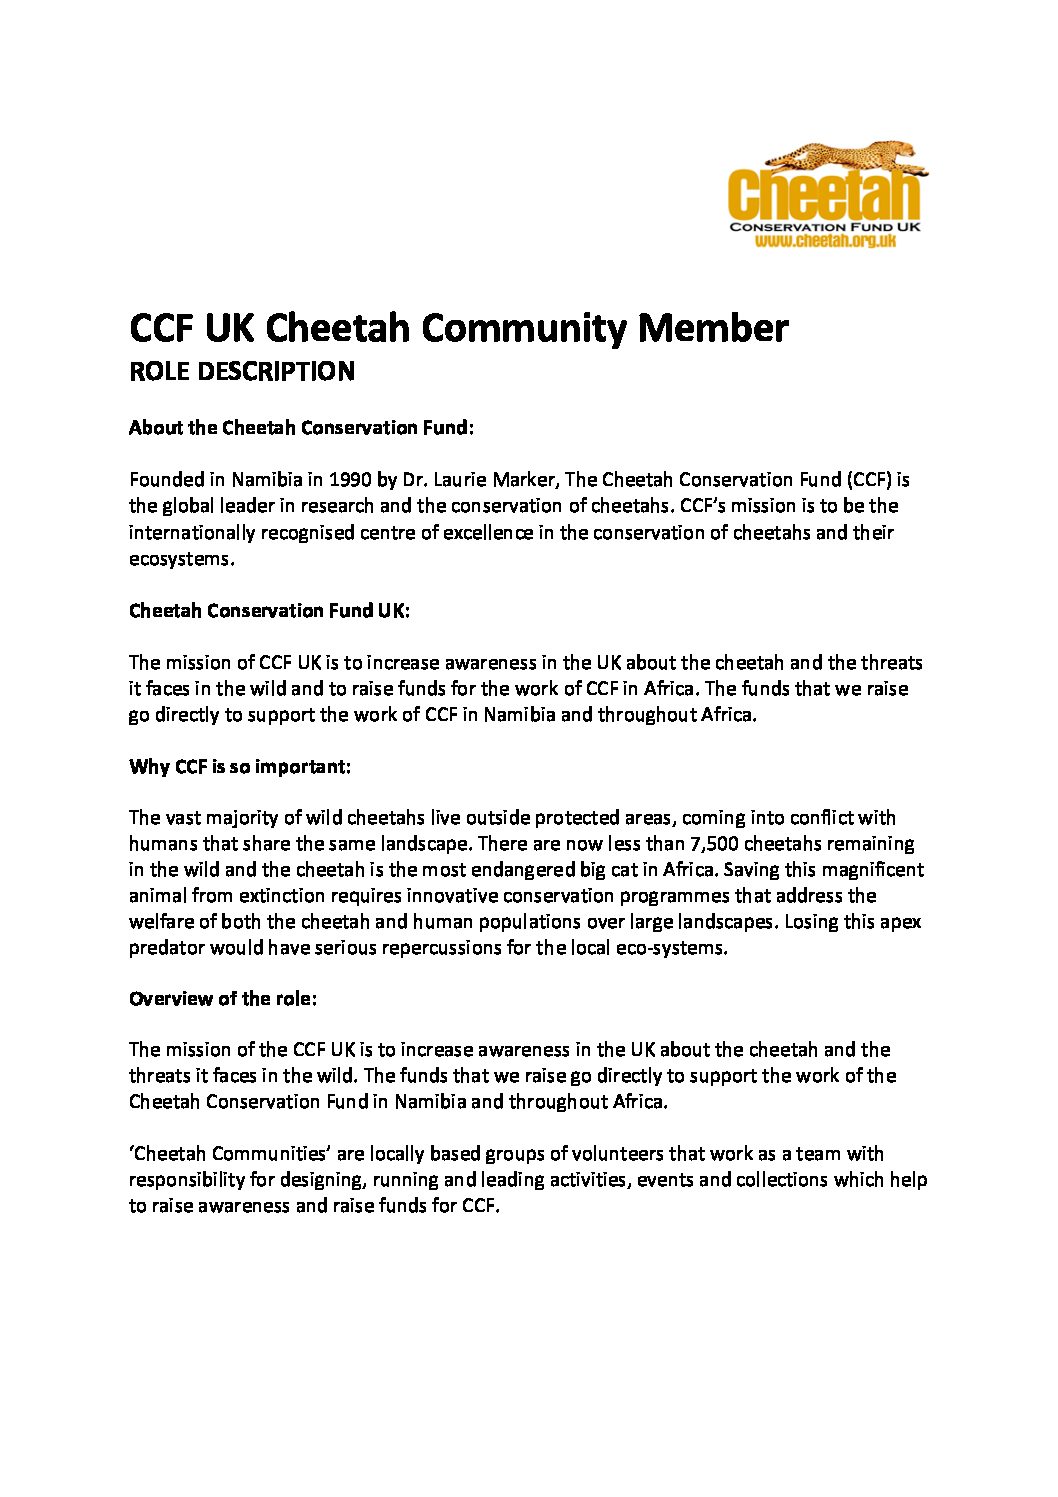 Cheetah
CONSERVATION FUND UK
www.cheetah.org.uk
CCF UK Cheetah Community Member
ROLE DESCRIPTION
About the Cheetah Conservation Fund:
Founded in Namibia in 1990 by Dr. Laurie Marker, The Cheetah Conservation Fund (CCF) is
the global leader in research and the conservation of cheetahs. CCF’s mission is to be the
internationally recognised centre of excellence in the conservation of cheetahs and their
ecosystems.
Cheetah Conservation Fund UK:
The mission of CCF UK is to increase awareness in the UK about the cheetah and the threats
it faces in the wild and to raise funds for the work of CCF in Africa. The funds that we raise
go directly to support the work of CCF in Namibia and throughout Africa.
Why CCF is so important:
The vast majority of wild cheetahs live outside protected areas, coming into conflict with
humans that share the same landscape. There are now less than 7,500 cheetahs remaining
in the wild and the cheetah is the most endangered big cat in Africa. Saving this magnificent
animal from extinction requires innovative conservation programmes that address the
welfare of both the cheetah and human populations over large landscapes. Losing this apex
predator would have serious repercussions for the local eco-systems.
Overview of the role:
The mission of the CCF UK is to increase awareness in the UK about the cheetah and the
threats it faces in the wild. The funds that we raise go directly to support the work of the
Cheetah Conservation Fund in Namibia and throughout Africa.
‘Cheetah Communities’ are locally based groups of volunteers that work as a team with
responsibility for designing, running and leading activities, events and collections which help
to raise awareness and raise funds for CCF.